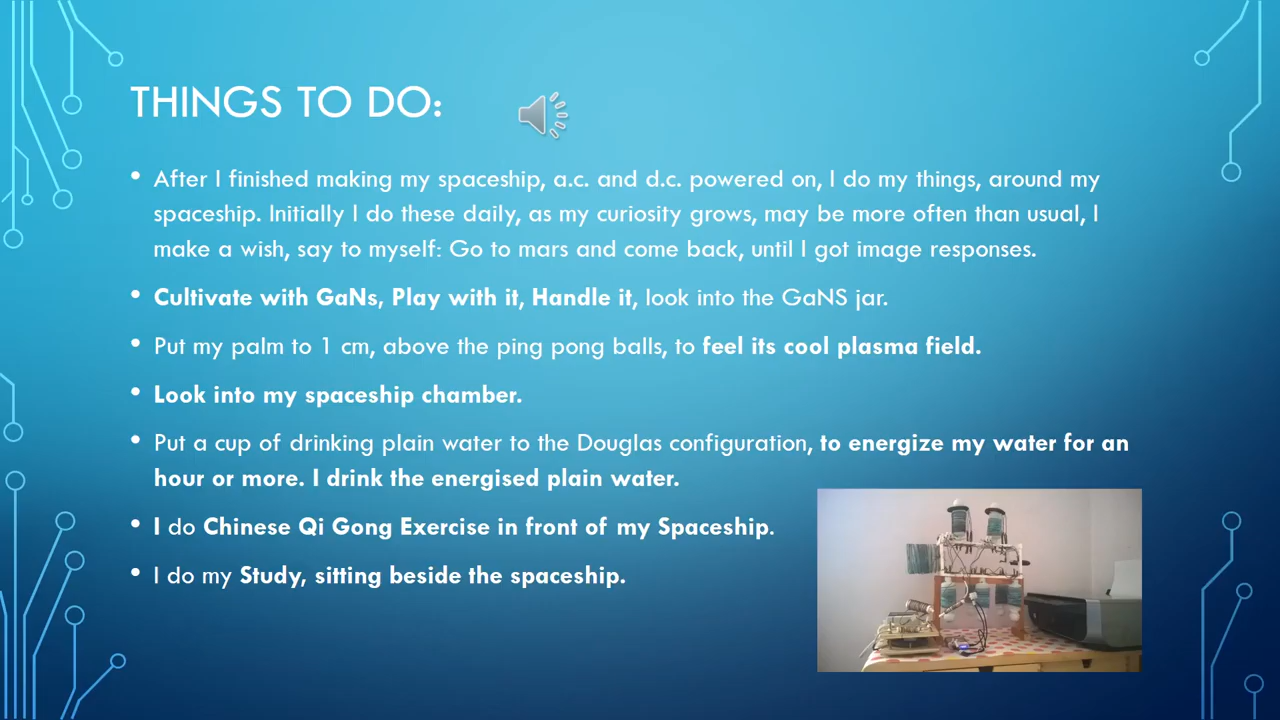 THINGS TO DO:
• After I finished making my spaceship, a.c. and d.c. powered on, I do my things, around my
spaceship. Initially I do these daily, as my curiosity grows, may be more often than usual, I
make a wish, say to myself: Go to mars and come back, until I got image responses.
• Cultivate with GaNs, Play with it, Handle it, look into the GaNS jar.
• Put my palm to 1 cm, above the ping pong balls, to feel its cool plasma field.
• Look into my spaceship chamber.
• Put a cup of drinking plain water to the Douglas configuration, to energize my water for an
hour or more. I drink the energised plain water.
• I do Chinese Qi Gong Exercise in front of my Spaceship.
• I do my Study, sitting beside the spaceship.